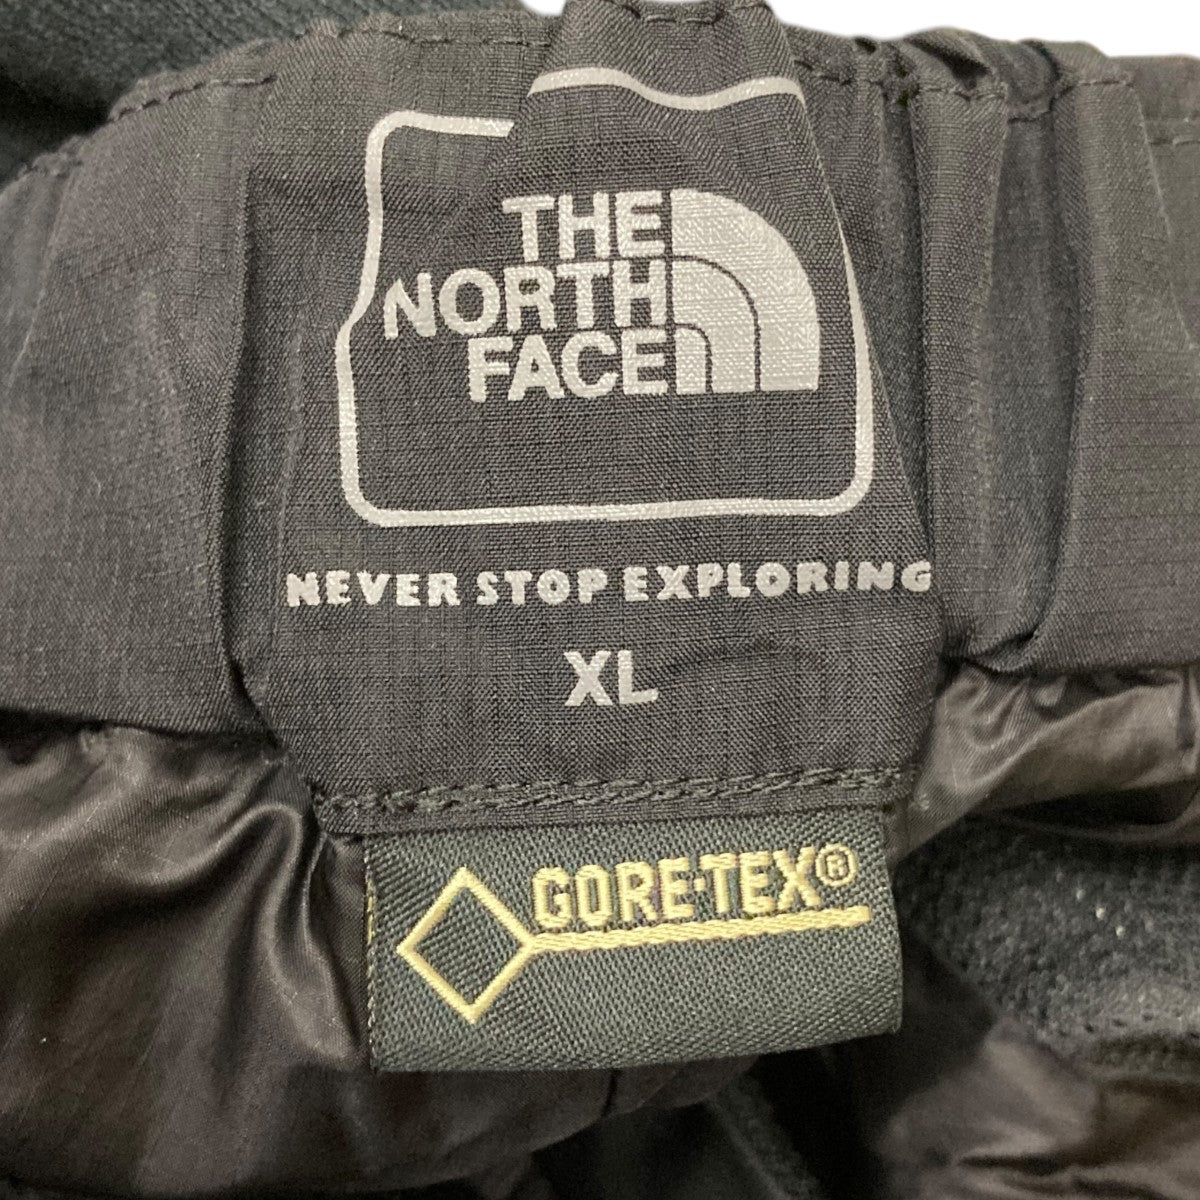 THE
NORTH
FACE
NEVER STOP EXPLORING
XL
GORE-TEX®